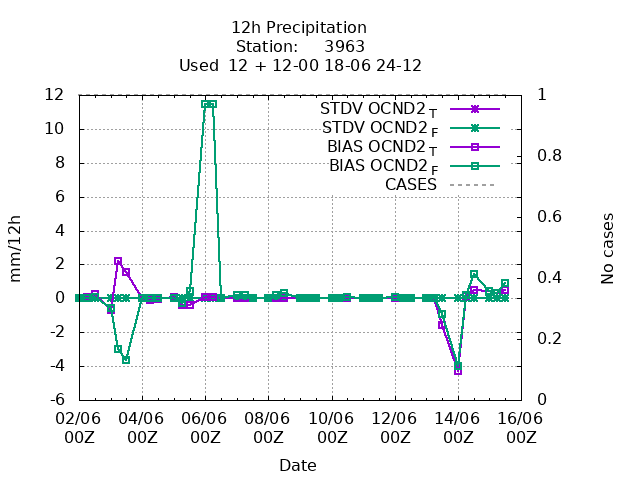 12h Precipitation
Station: 3963
Used 12 + 12-00 18-06 24-12
STDV OCND2 T
STDV OCND2 F
BIAS OCND2 T
BIAS OCND2 F
CASES
12
10
8
6
4
2
0
-2
-4
-6
mm/12h
1
0.8
0.6
0.4
0.2
0
No cases
02/06 04/06 06/06 08/06 10/06 12/06 14/06 16/06
00Z 00Z 00Z 00Z 00Z 00Z 00Z 00Z
Date